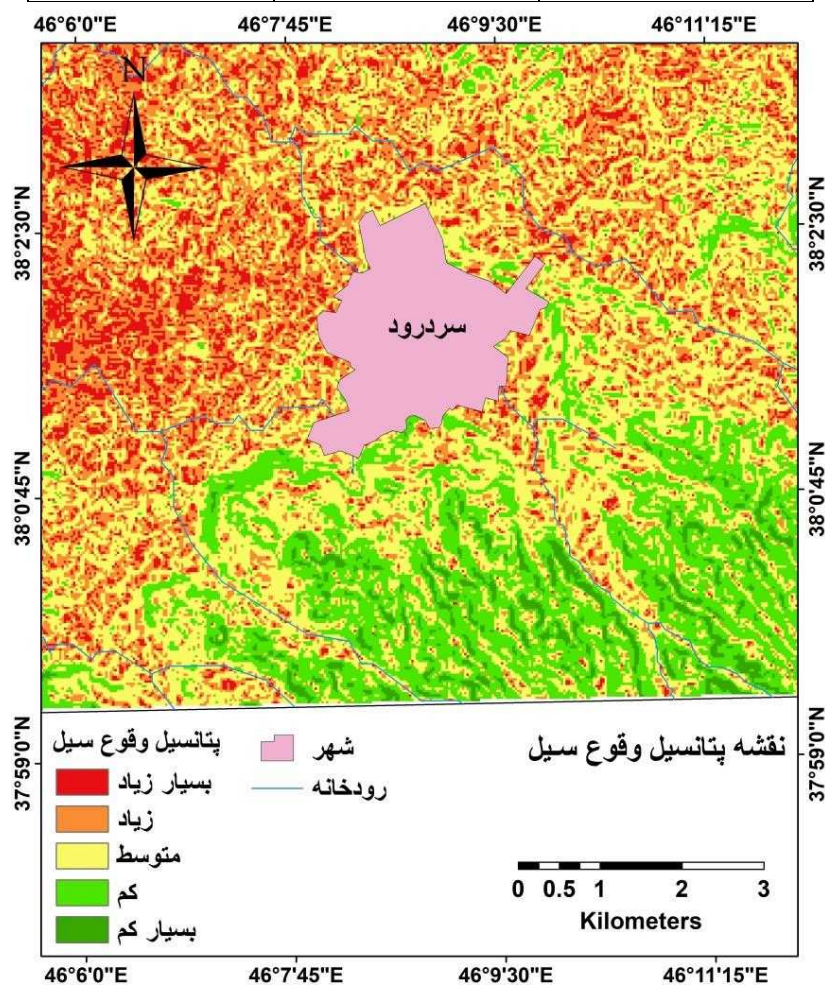 46°6'0"E 46°7'45"E 46°9'30"E 46°11'15"E
N
38°2'30"N 38°2'30"N
سردرود
38°0'45"N 38°0'45"N
پتانسیل وقوع سیل
شهر
نقشه پتانسیل وقوع سیل
37°59'0"N 37°59'0"N
بسیار زیاد
رودخانه
زیاد
متوسط
کم
بسیار کم
0 0.5 1 2 3
Kilometers
46°6'0"E 46°7'45"E 46°9'30"E 46°11'15"E